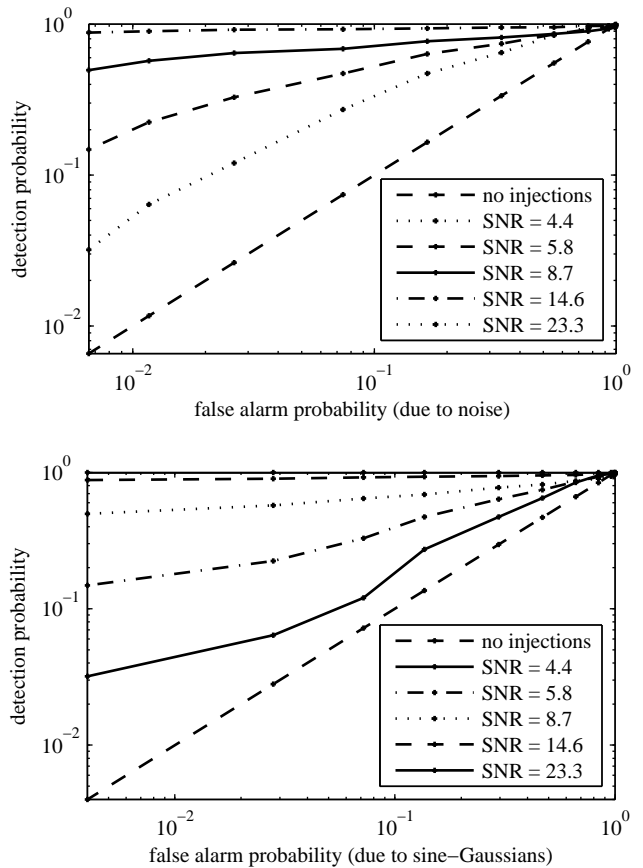 10^0
10^-1
10^-2
detection probability
no injections
SNR = 4.4
SNR = 5.8
SNR = 8.7
SNR = 14.6
SNR = 23.3
10^-2 10^-1 10^0
false alarm probability (due to noise)
10^0
10^-1
10^-2
detection probability
no injections
SNR = 4.4
SNR = 5.8
SNR = 8.7
SNR = 14.6
SNR = 23.3
10^-2 10^-1 10^0
false alarm probability (due to sine–Gaussians)